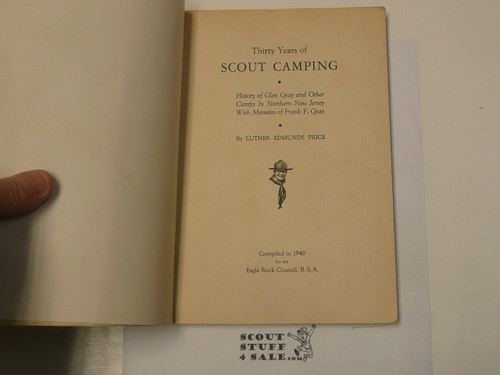 Thirty Years of
SCOUT CAMPING
History of Glen Gray and Other
Camps In Northern New Jersey
With Memoirs of Frank F. Gray
By LUTHER EDMUNDS PRICE
Compiled in 1940
for the
Eagle Rock Council, B.S.A.
SCOUT
STUFF
4 SALE.com